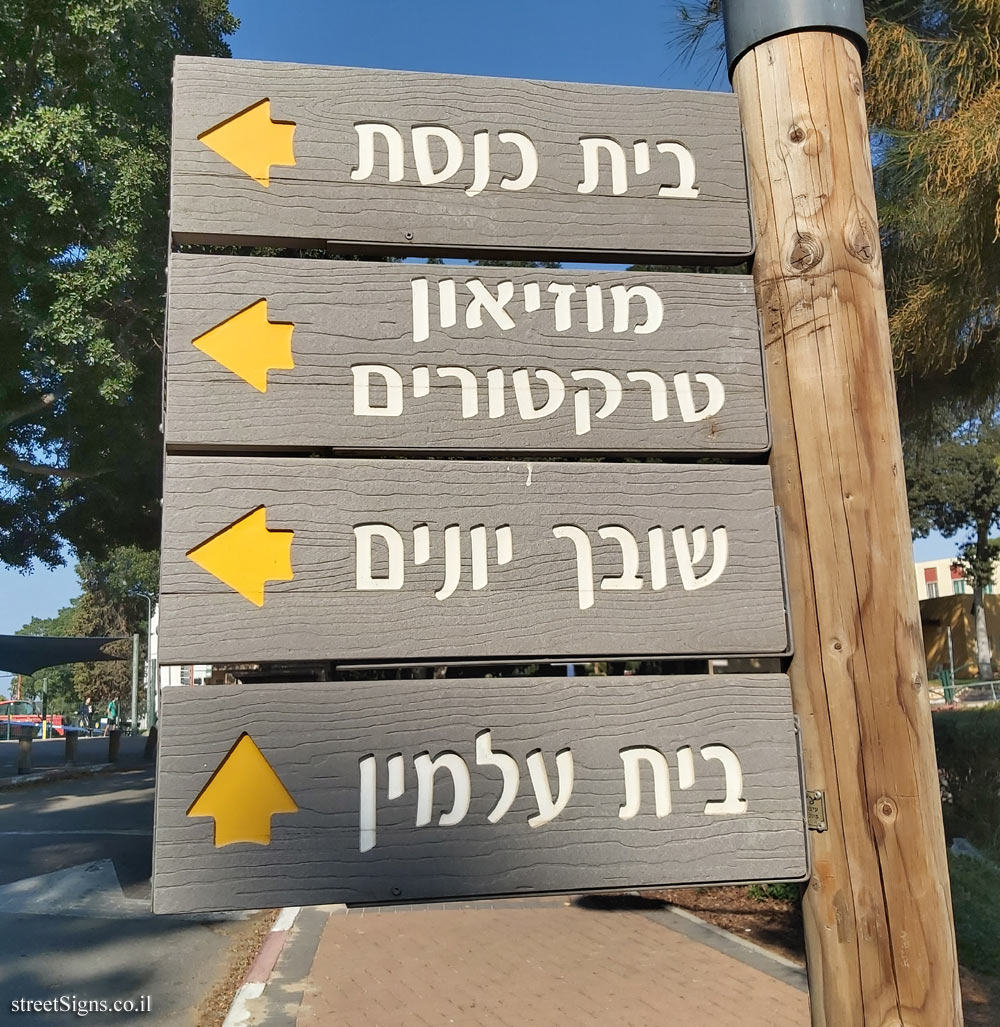 בית כנסת
מוזיאון
טרקטורים
שובך יונים
בית עלמין
streetSigns.co.il